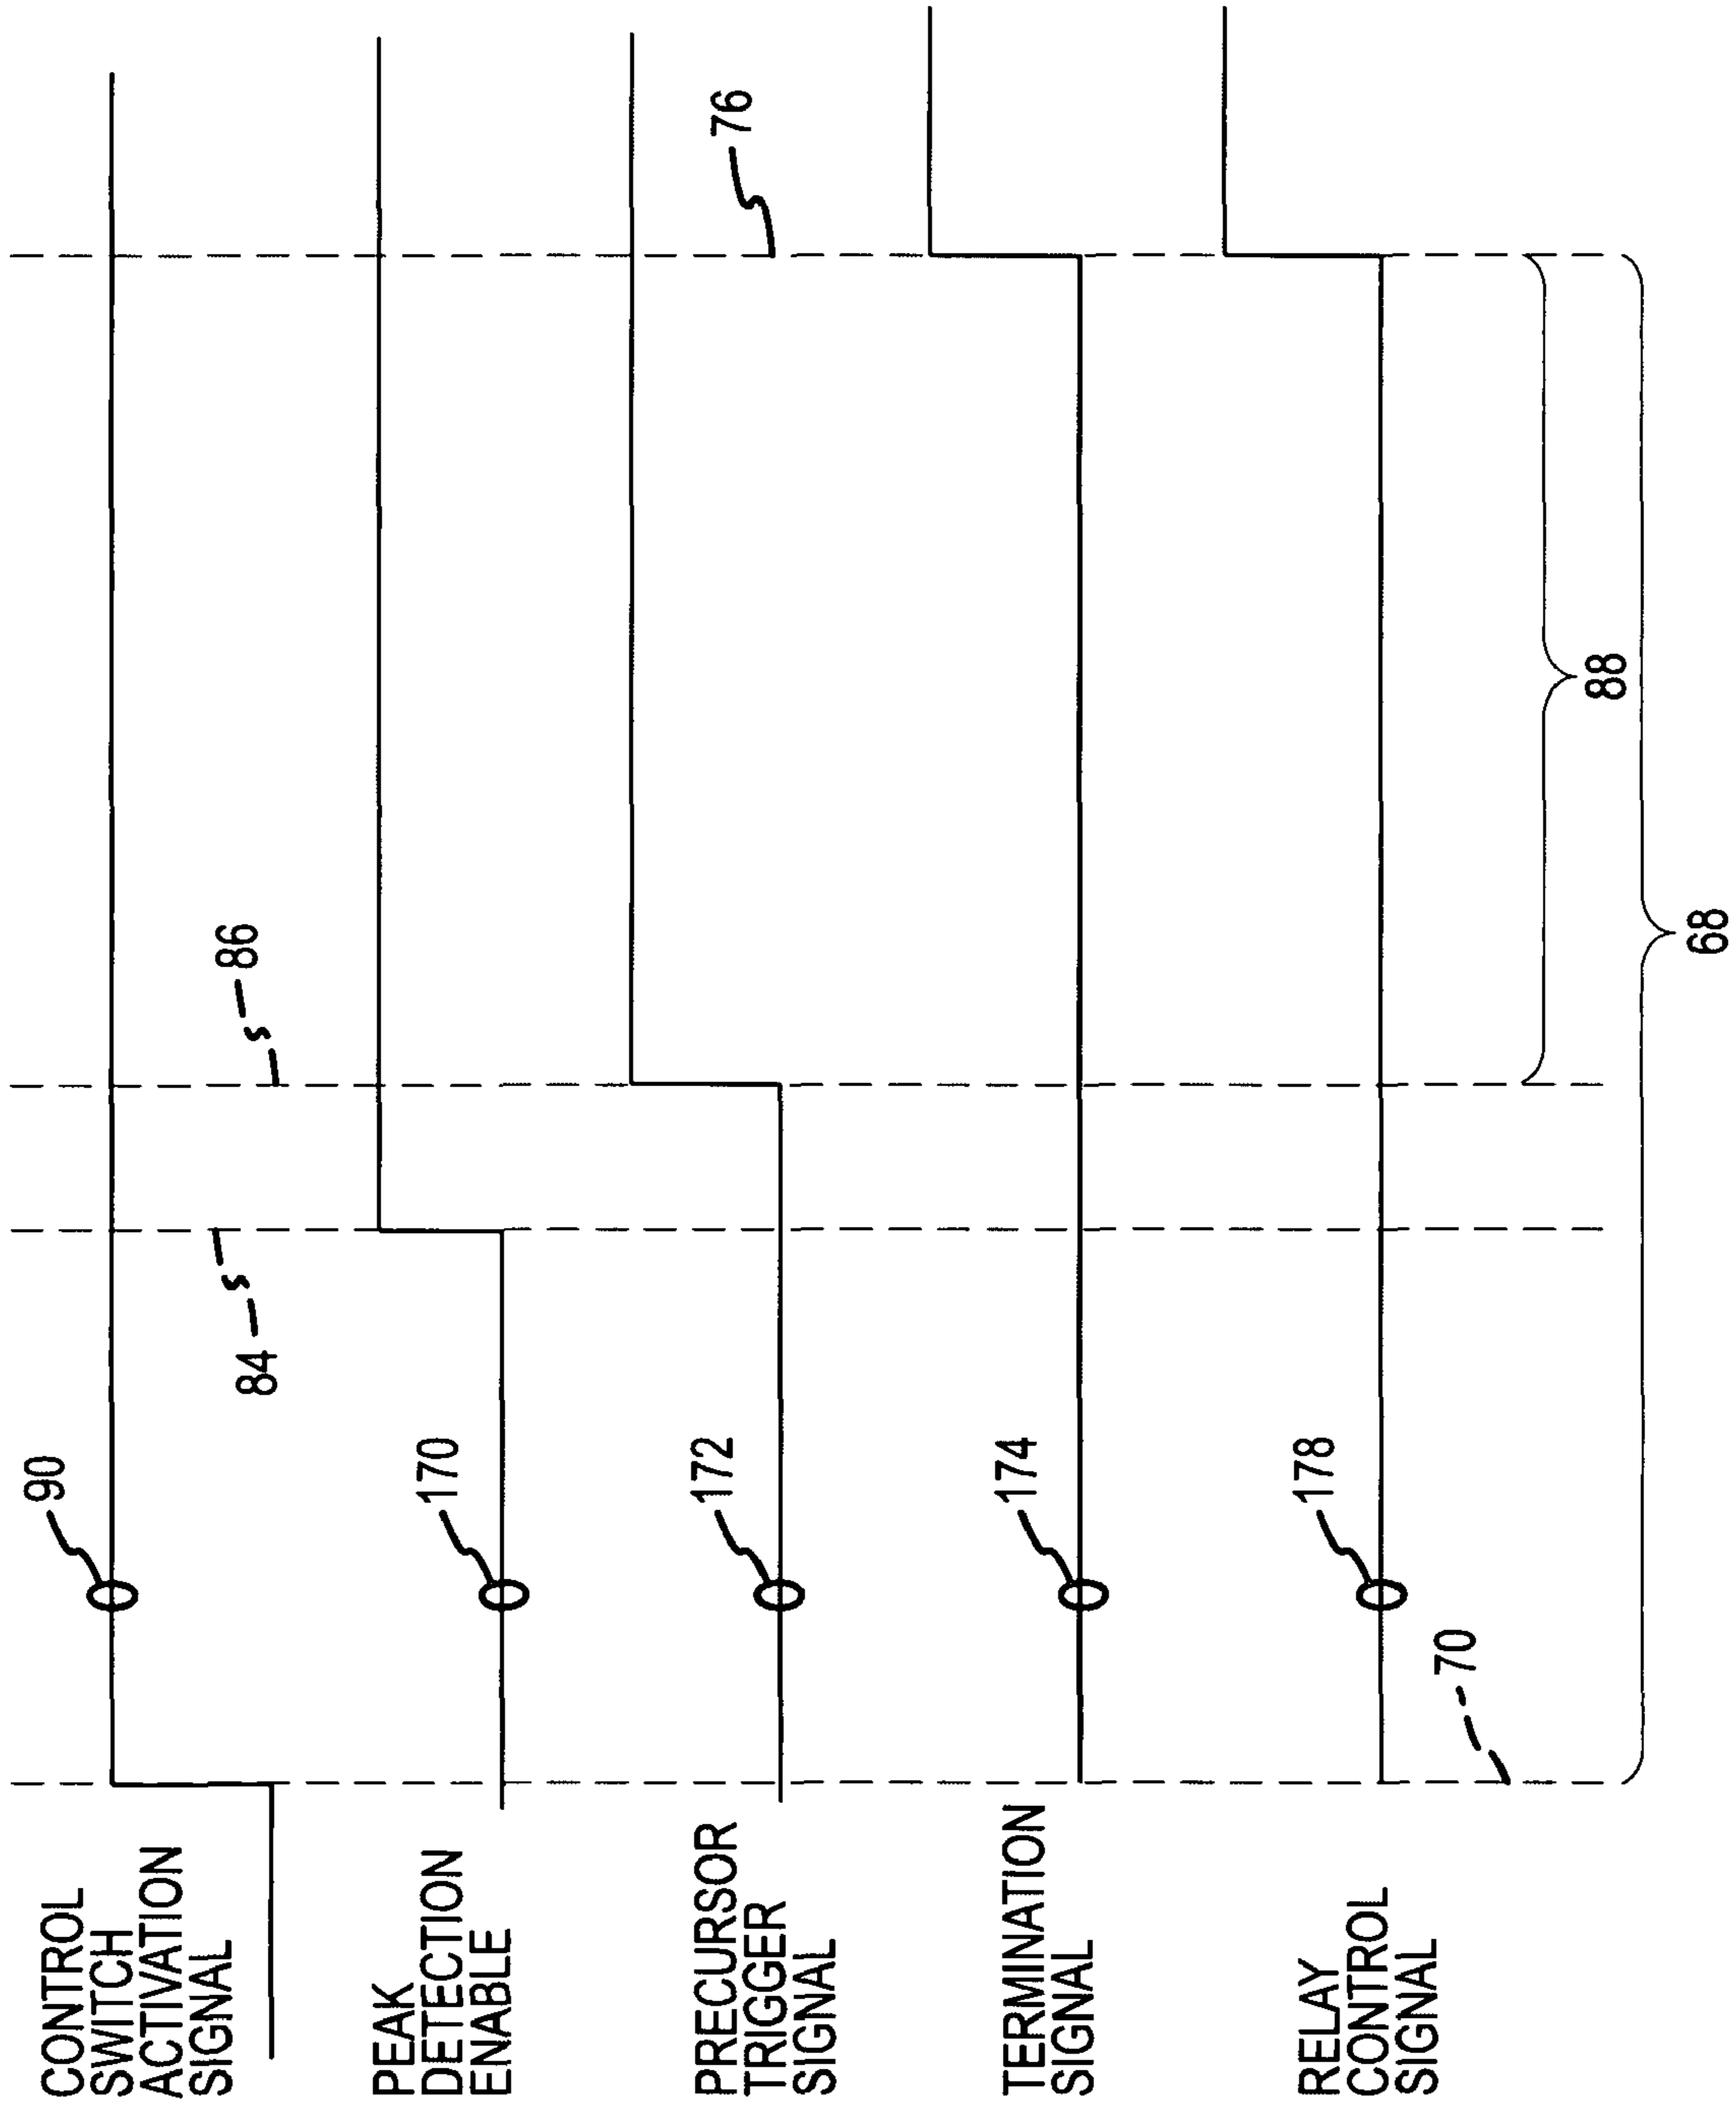 CONTROL
SWITCH
ACTIVATION
SIGNAL
90
84
86
PEAK
DETECTION
ENABLE
170
PRECURSOR
TRIGGER
SIGNAL
172
76
TERMINATION
SIGNAL
174
RELAY
CONTROL
SIGNAL
178
70
88
68